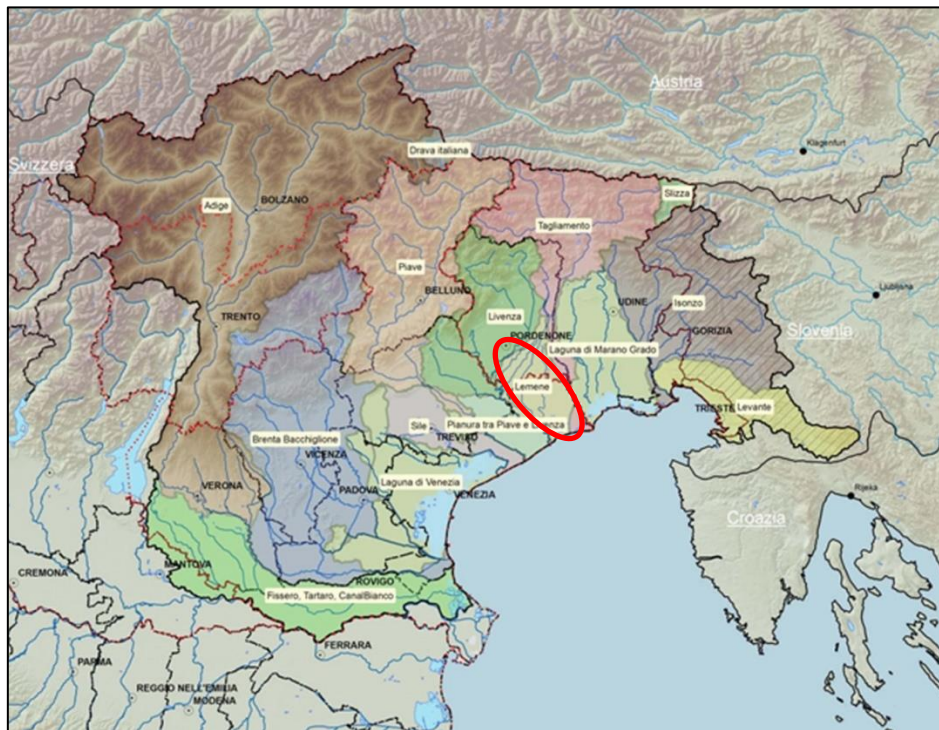 Austria
Klagenfurt
Drava italiana
Svizzera
Slizza
Adige
BOLZANO
Tagliamento
Piave
BELLUNO
Ljubljana
Livenza
UDINE
Isonzo
TRENTO
PORDENONE
GORIZIA
Slovenia
Laguna di Marano Grado
Lemene
TRIESTE
Levante
Sile
Pianura tra Piave e Livenza
TREVISO
Brenta Bacchiglione
VICENZA
Laguna di Venezia
VERONA
PADOVA
VENEZIA
Rijeka
Croazia
MANTOVA
CREMONA
ROVIGO
Fissero, Tartaro, CanalBianco
FERRARA
PARMA
REGGIO NELL'EMILIA
MODENA